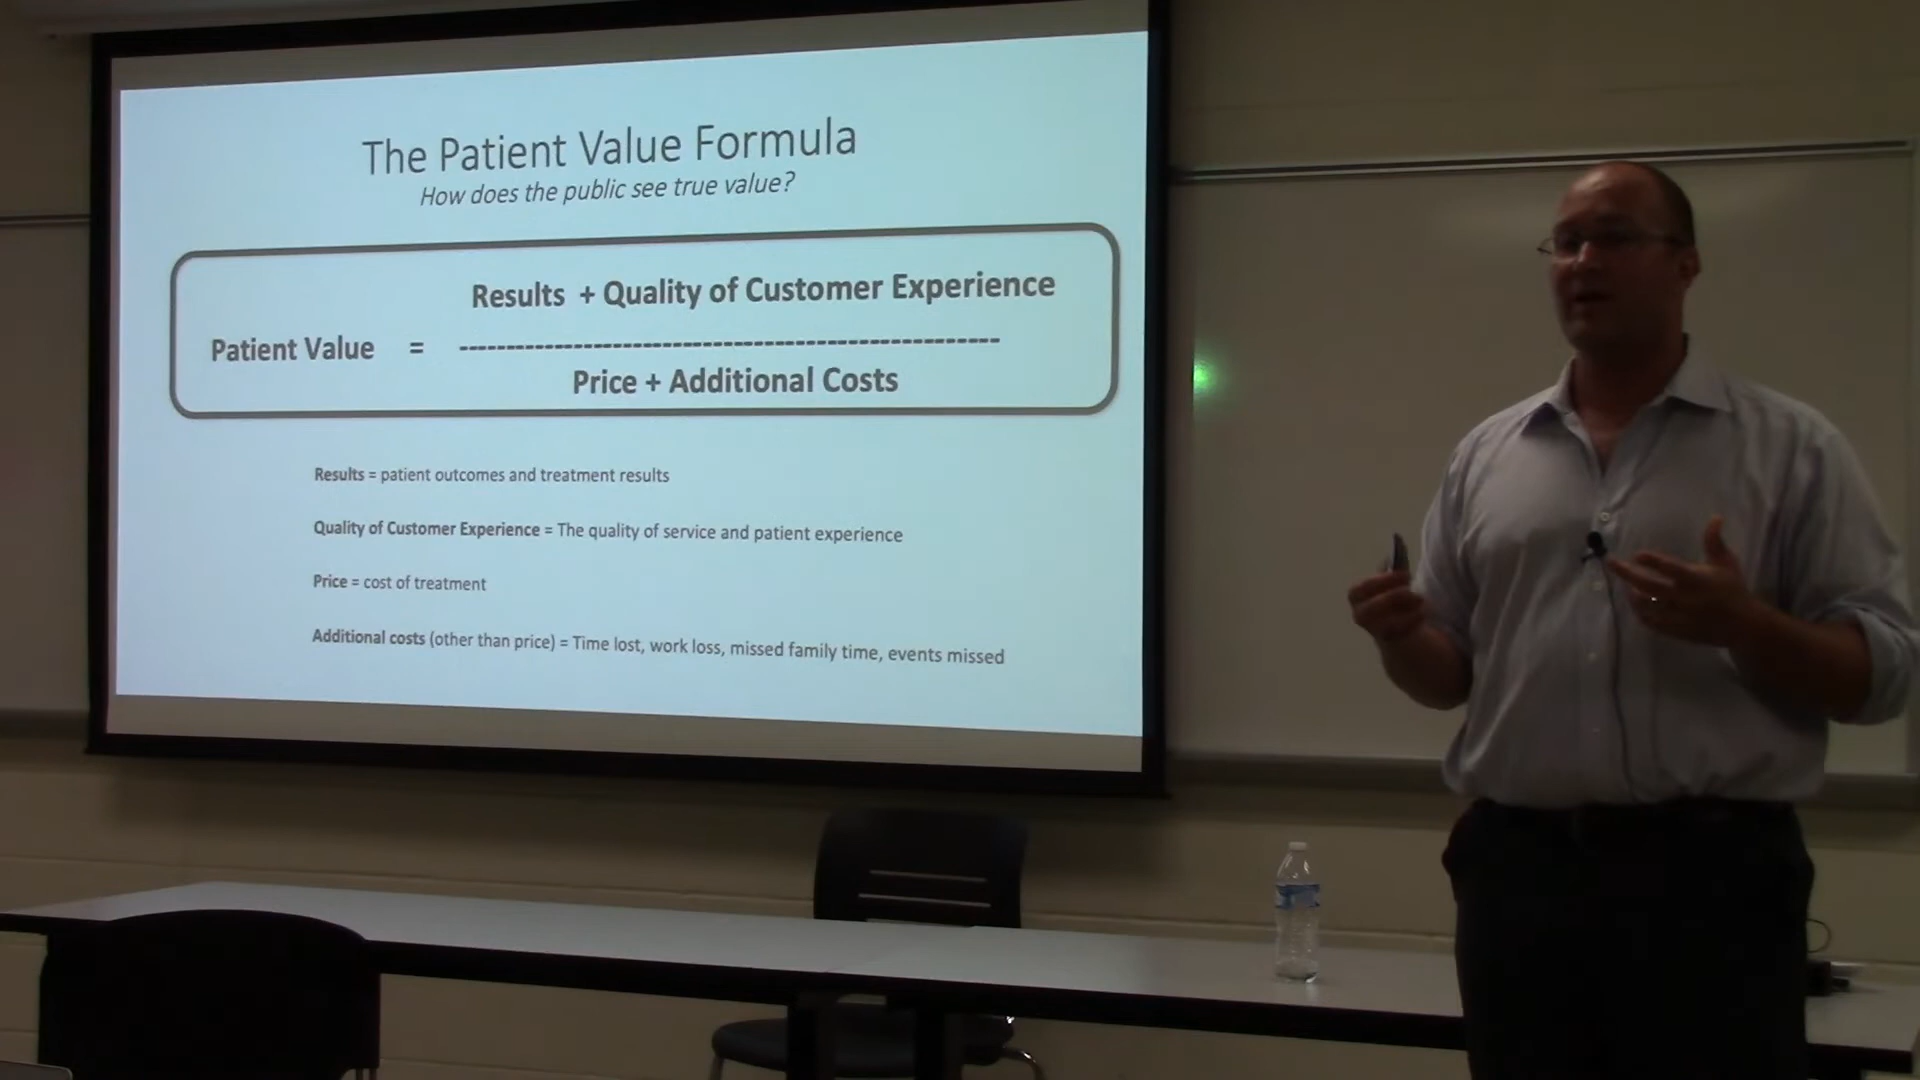 The Patient Value Formula
How does the public see true value?
Results + Quality of Customer Experience
Patient Value = ------------------------------------------------------------
Price + Additional Costs
Results = patient outcomes and treatment results
Quality of Customer Experience = The quality of service and patient experience
Price = cost of treatment
Additional costs (other than price) = Time lost, work loss, missed family time, events missed